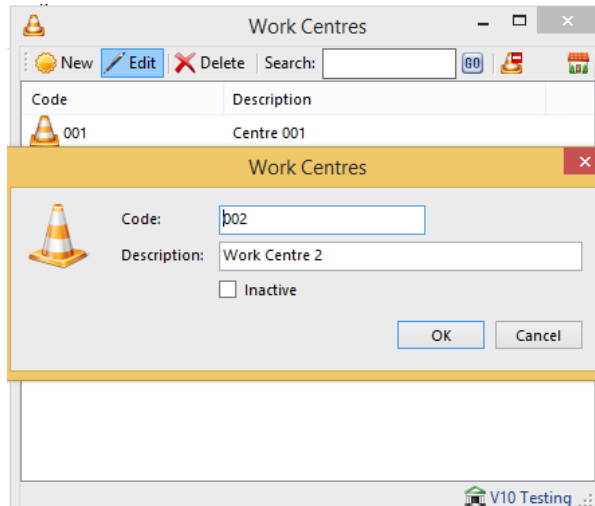 Work Centres
New Edit Delete Search: GO
Code Description
001 Centre 001
Work Centres
Code: 002
Description: Work Centre 2
Inactive
OK Cancel
V10 Testing